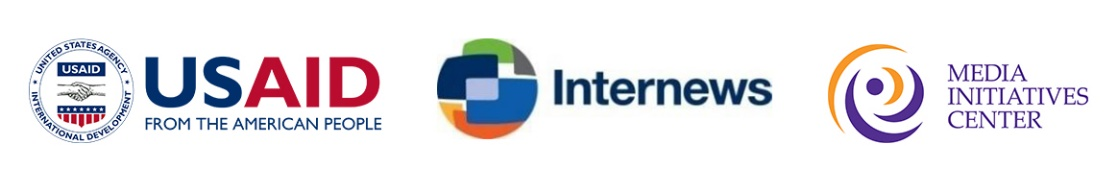 UNITED STATES AGENCY
USAID
INTERNATIONAL DEVELOPMENT
USAID
FROM THE AMERICAN PEOPLE
Internews
MEDIA
INITIATIVES
CENTER